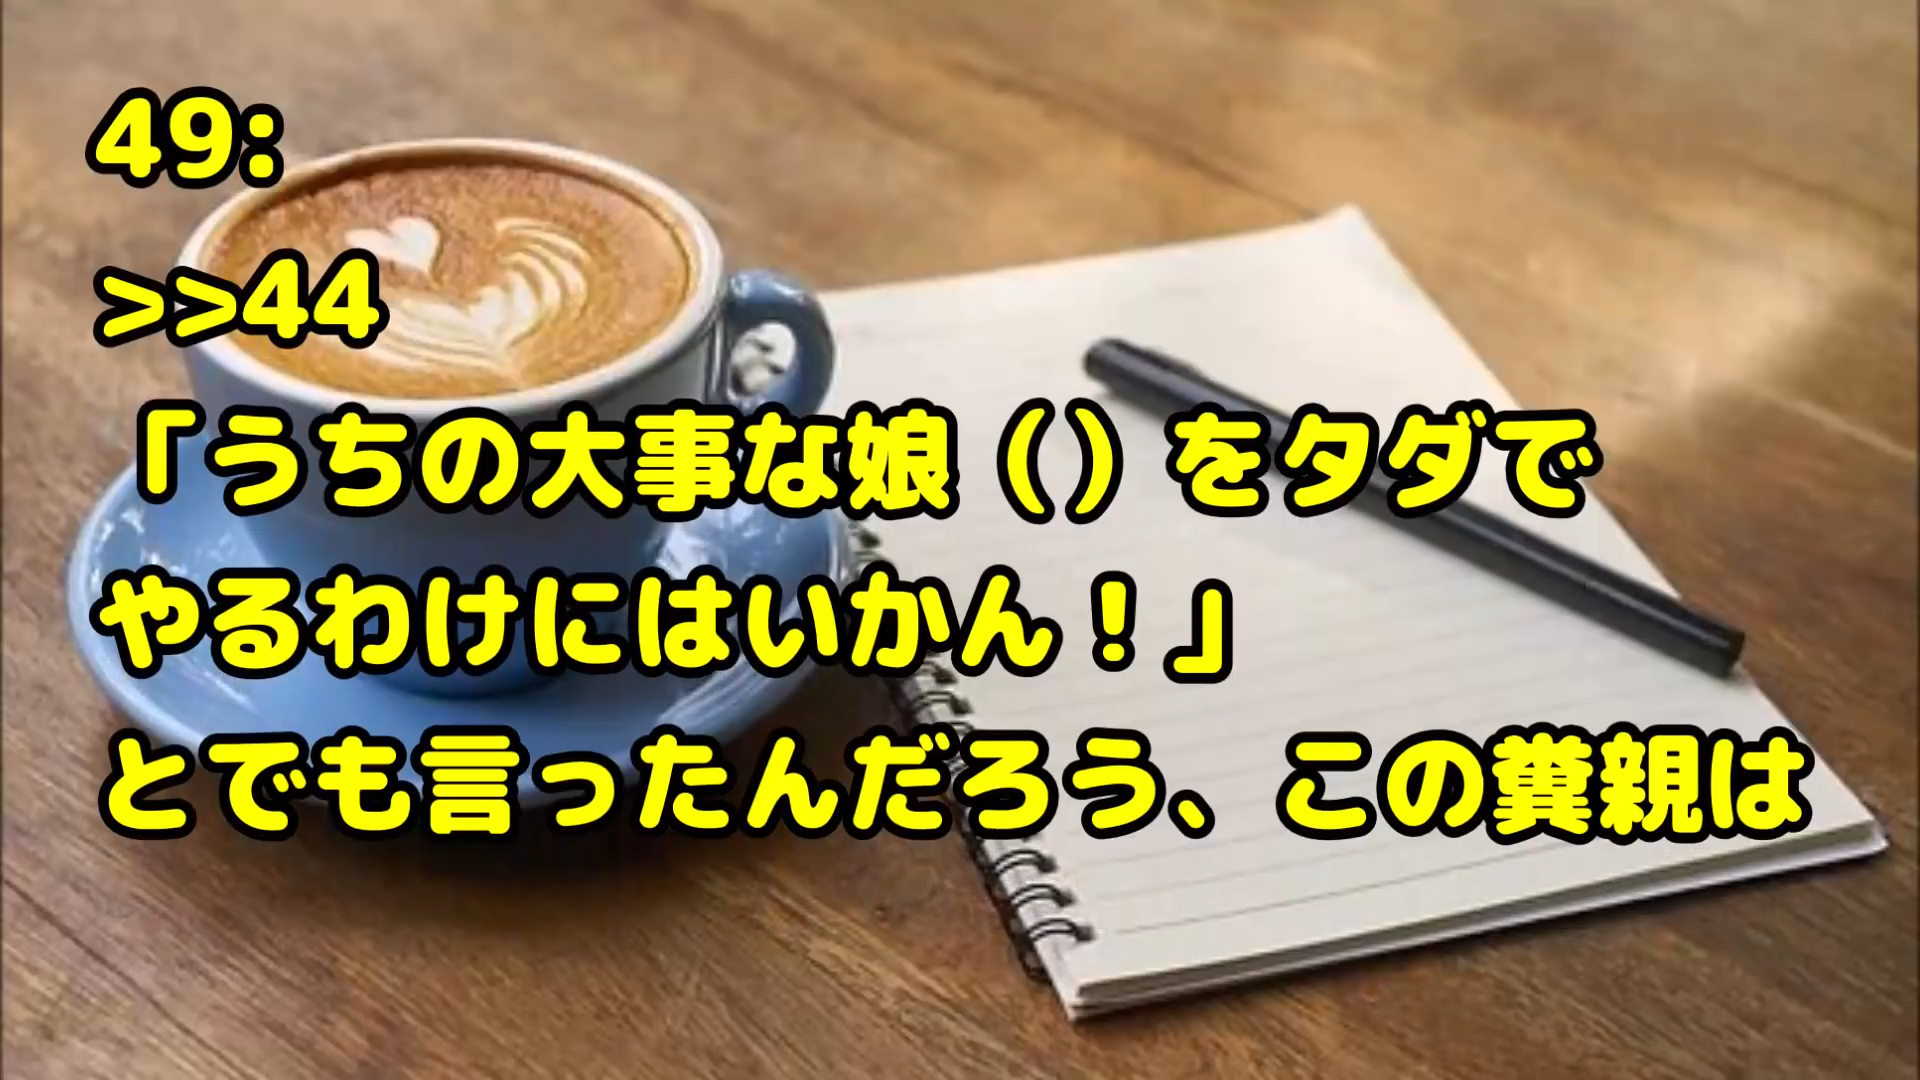 49:
>>44
「うちの大事な娘（）をタダで
やるわけにはいかん！」
とでも言ったんだろう、この糞親は